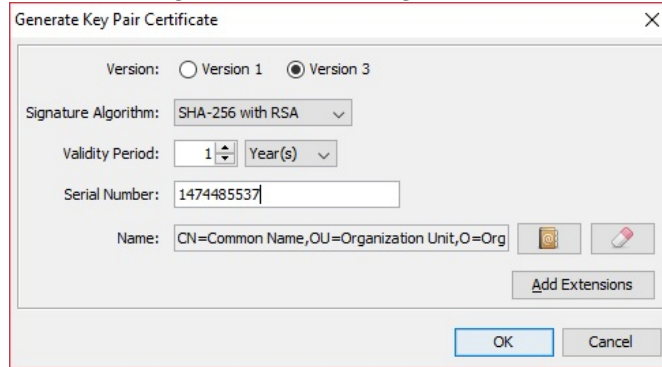 Generate Key Pair Certificate
Version: Version 1 Version 3
Signature Algorithm: SHA-256 with RSA
Validity Period: 1 Year(s)
Serial Number: 1474485537
Name: CN=Common Name,OU=Organization Unit,O=Org
Add Extensions
OK Cancel